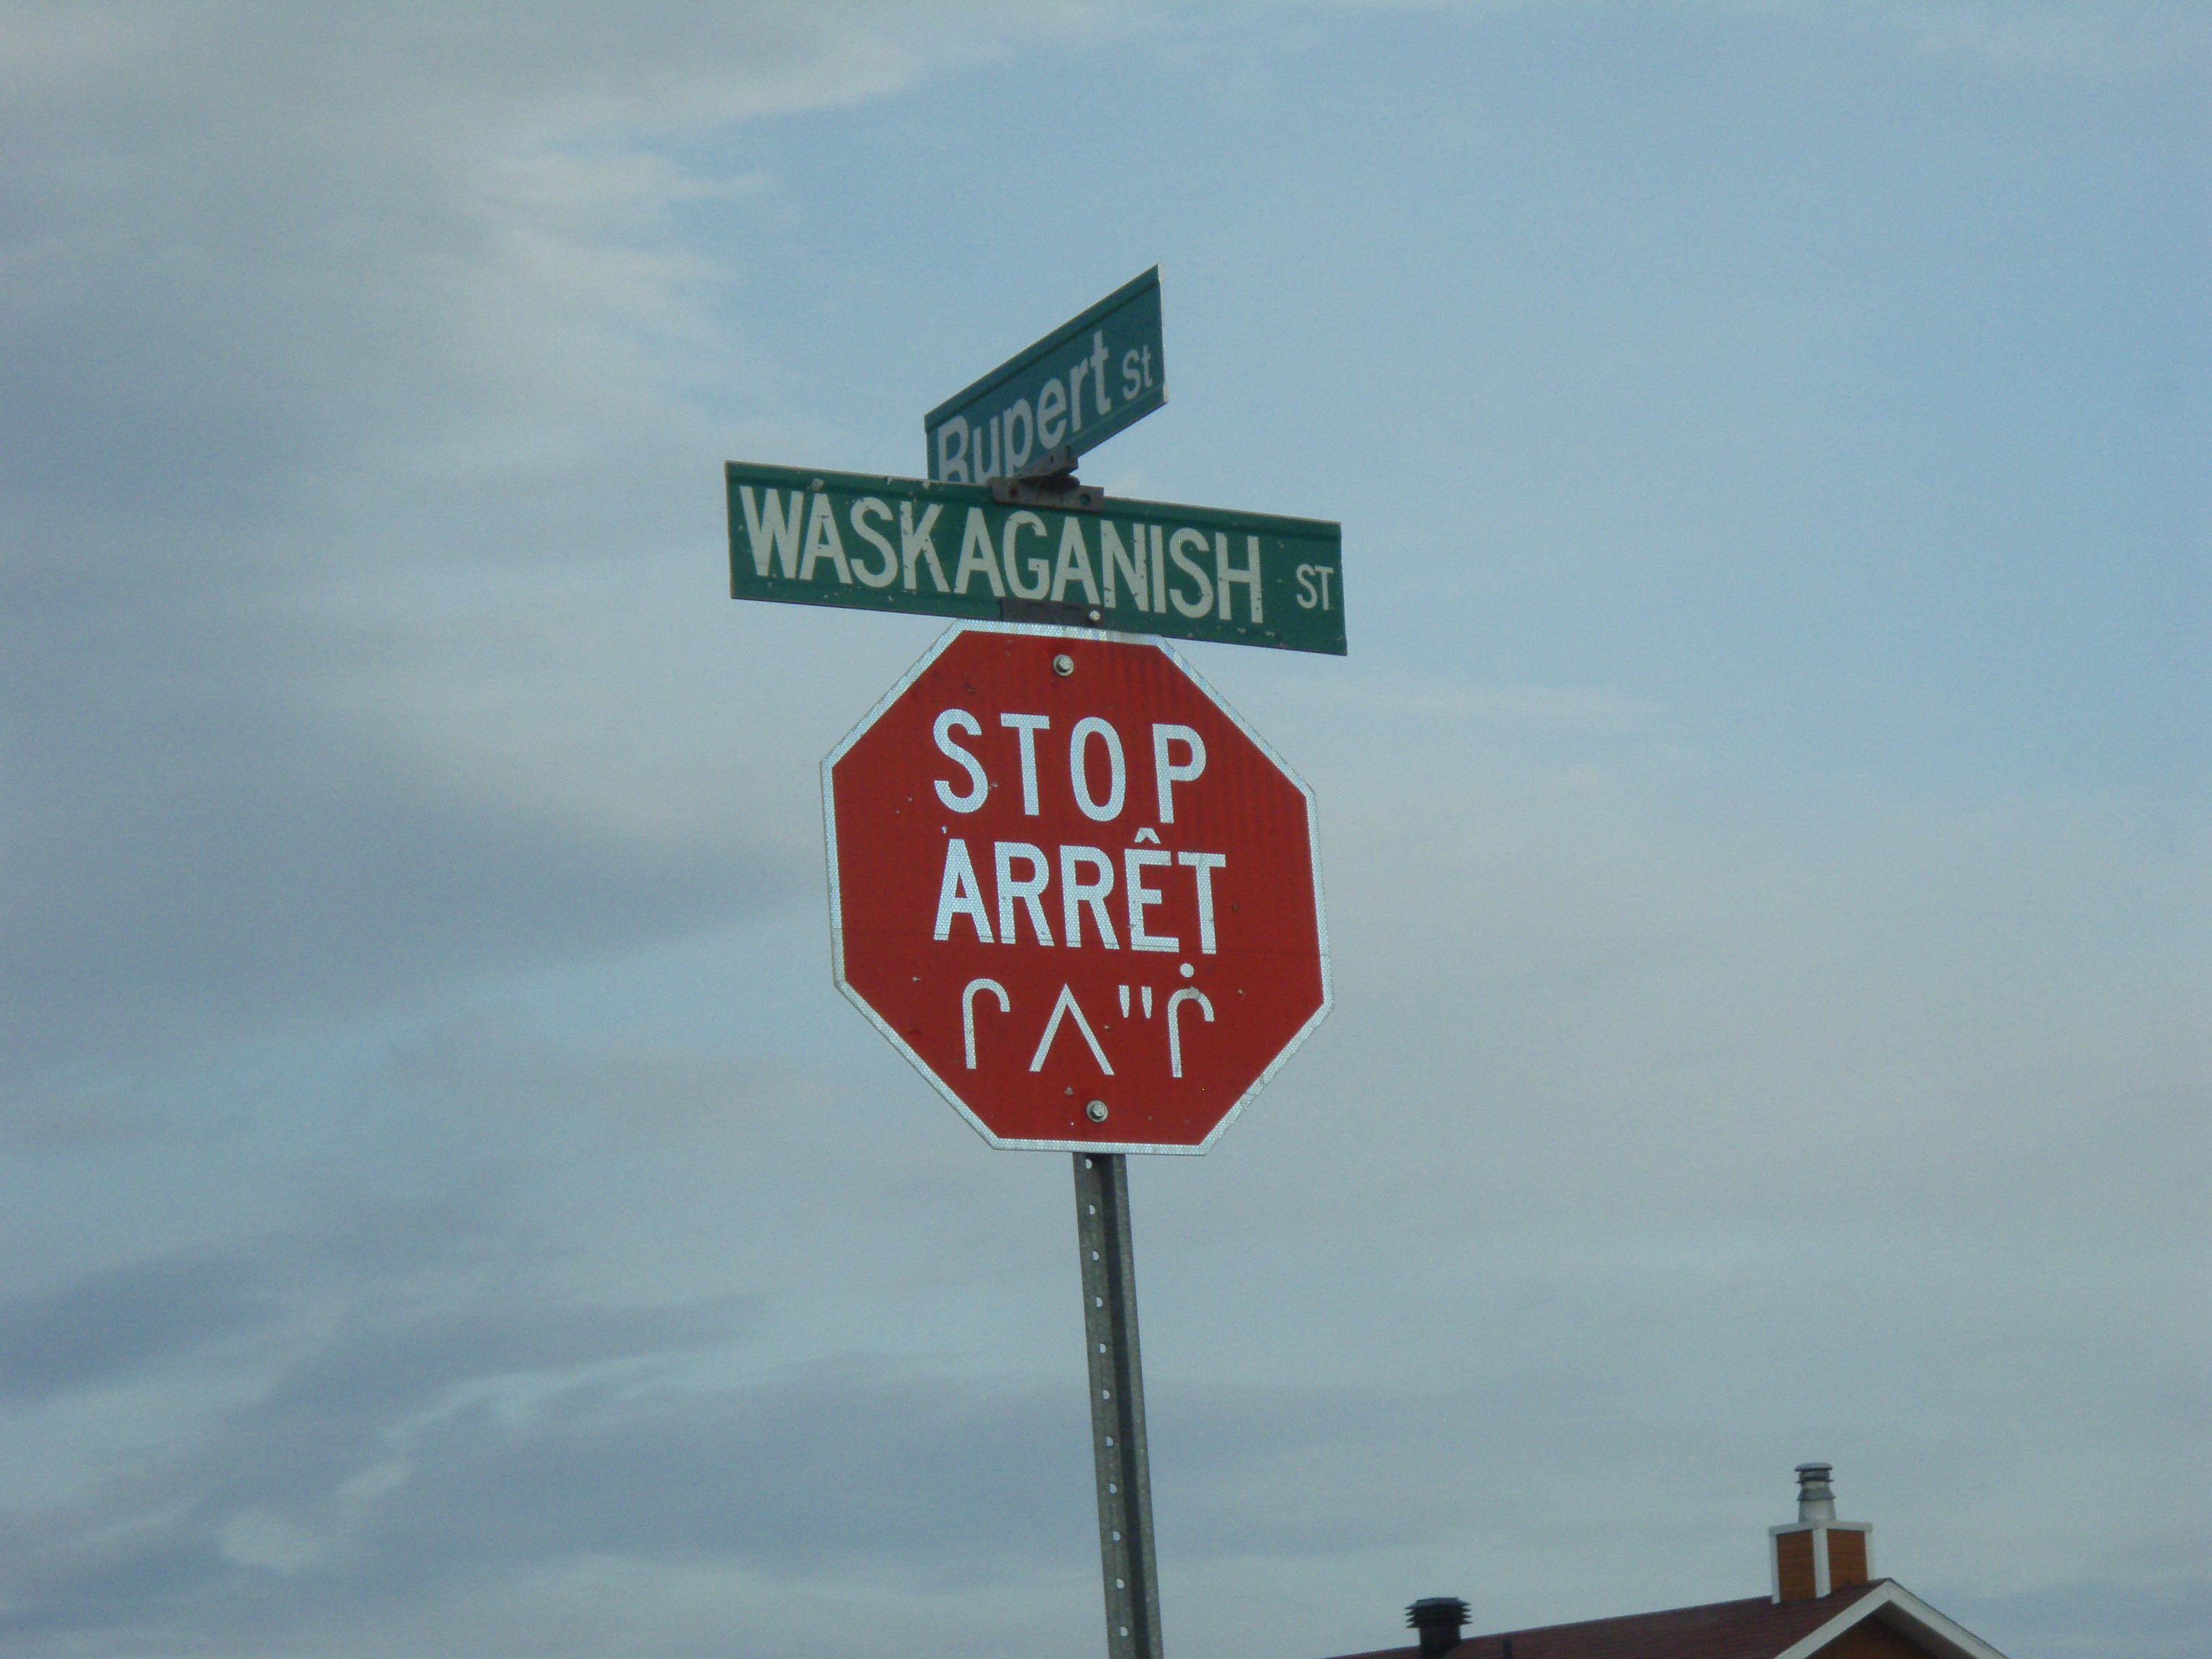 Rupert St
WASKAGANISH ST
STOP
ARRÊT
ᒋᐱᐦᒌ